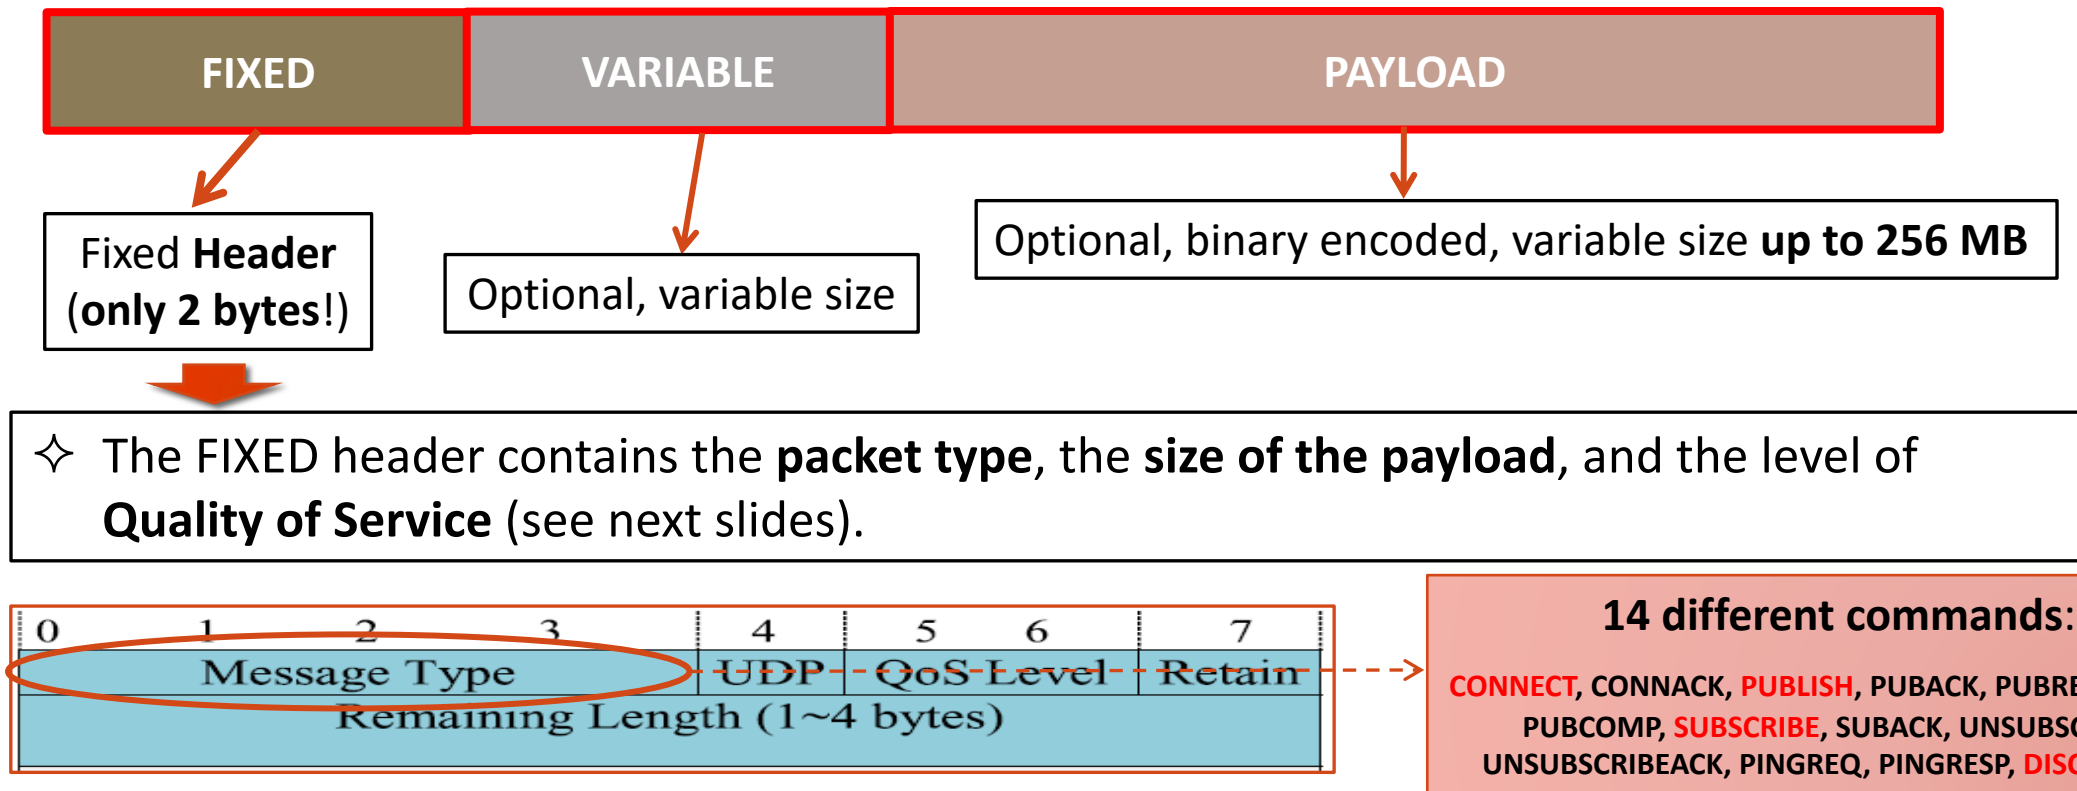 FIXED VARIABLE PAYLOAD
Fixed Header
(only 2 bytes!)
Optional, variable size
Optional, binary encoded, variable size up to 256 MB
✧ The FIXED header contains the packet type, the size of the payload, and the level of
Quality of Service (see next slides).
0 1 2 3 4 5 6 7
Message Type UDP QoS Level Retain
Remaining Length (1~4 bytes)
14 different commands:
CONNECT, CONNACK, PUBLISH, PUBACK,
PUBCOMP, SUBSCRIBE, SUBACK,
UNSUBSCRIBEACK, PINGREQ, PINGRESP,